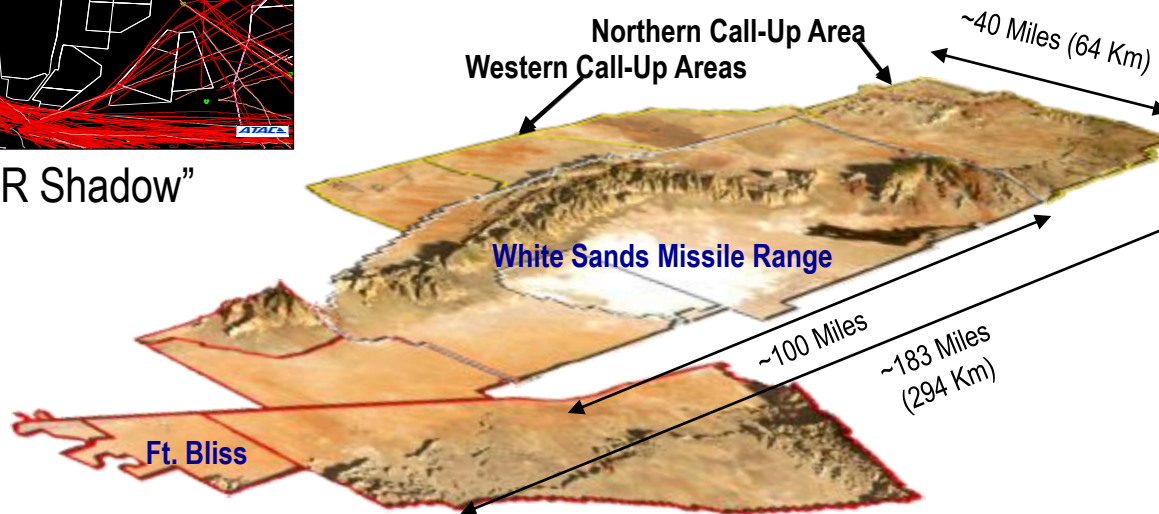 ATAC
R Shadow”
Northern Call-Up Area
Western Call-Up Areas
~40 Miles (64 Km)
White Sands Missile Range
~100 Miles
~183 Miles
(294 Km)
Ft. Bliss